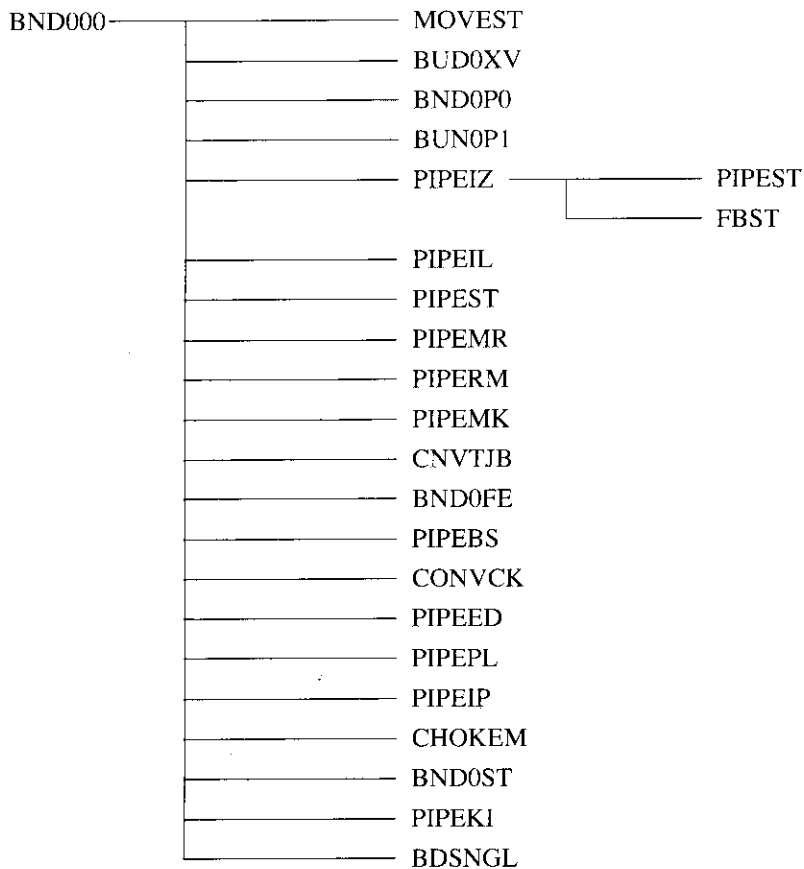 BND000 MOVEST
BUD0XV
BND0P0
BUN0P1
PIPEIZ PIPEST
FBST
PIPEIL
PIPEST
PIPEMR
PIPERM
PIPEMK
CNVTJB
BND0FE
PIPEBS
CONVCK
PIPEED
PIPEPL
PIPEIP
CHOKEM
BND0ST
PIPEKI
BDSNGL